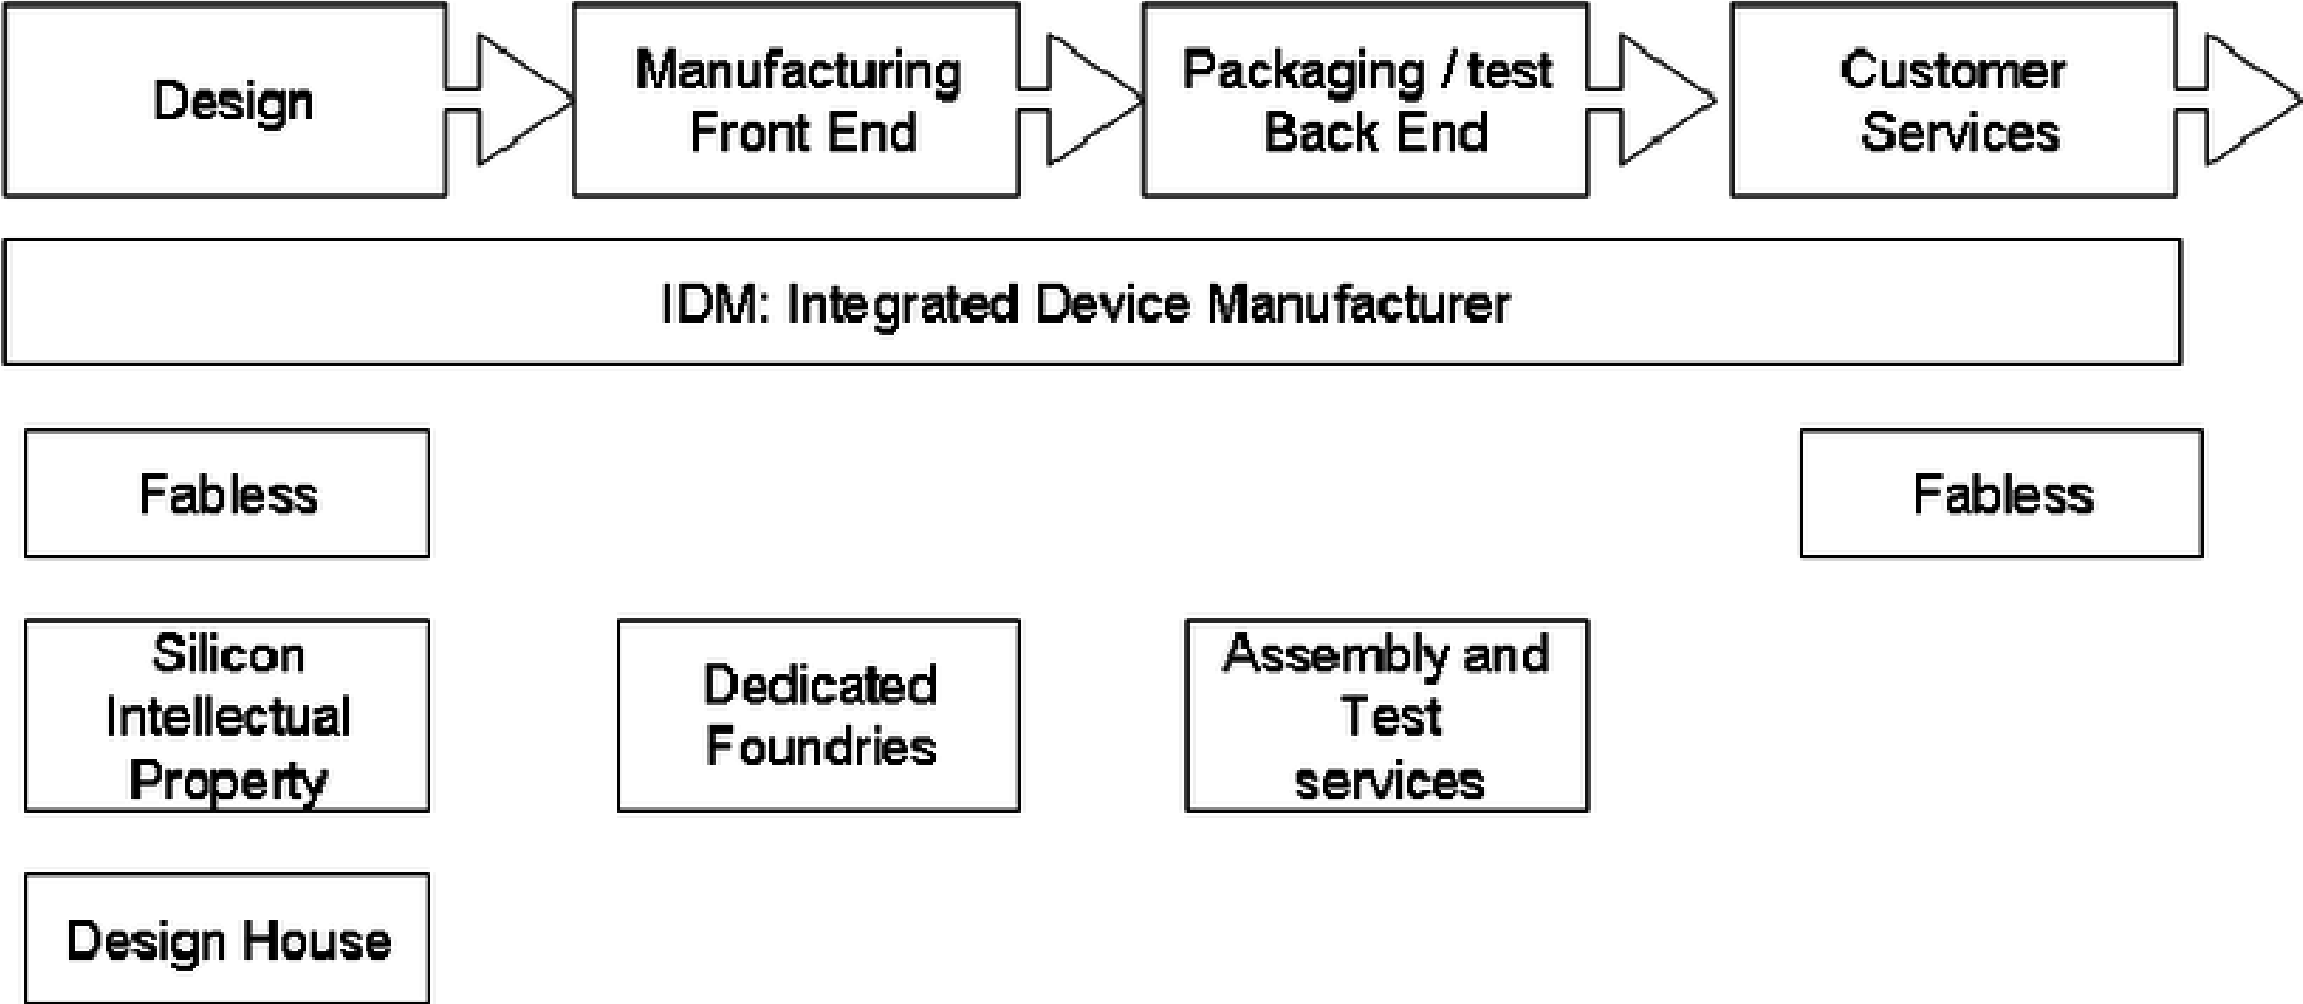 Design
Manufacturing
Front End
Packaging / test
Back End
Customer
Services
IDM: Integrated Device Manufacturer
Fabless
Fabless
Silicon
Intellectual
Property
Dedicated
Foundries
Assembly and
Test
services
Design House